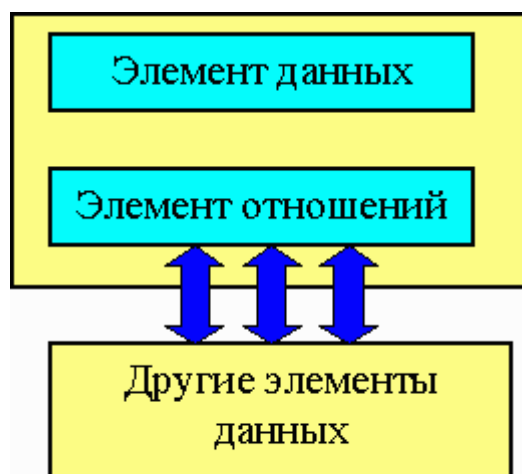 Элемент данных
Элемент отношений
Другие элементы
данных